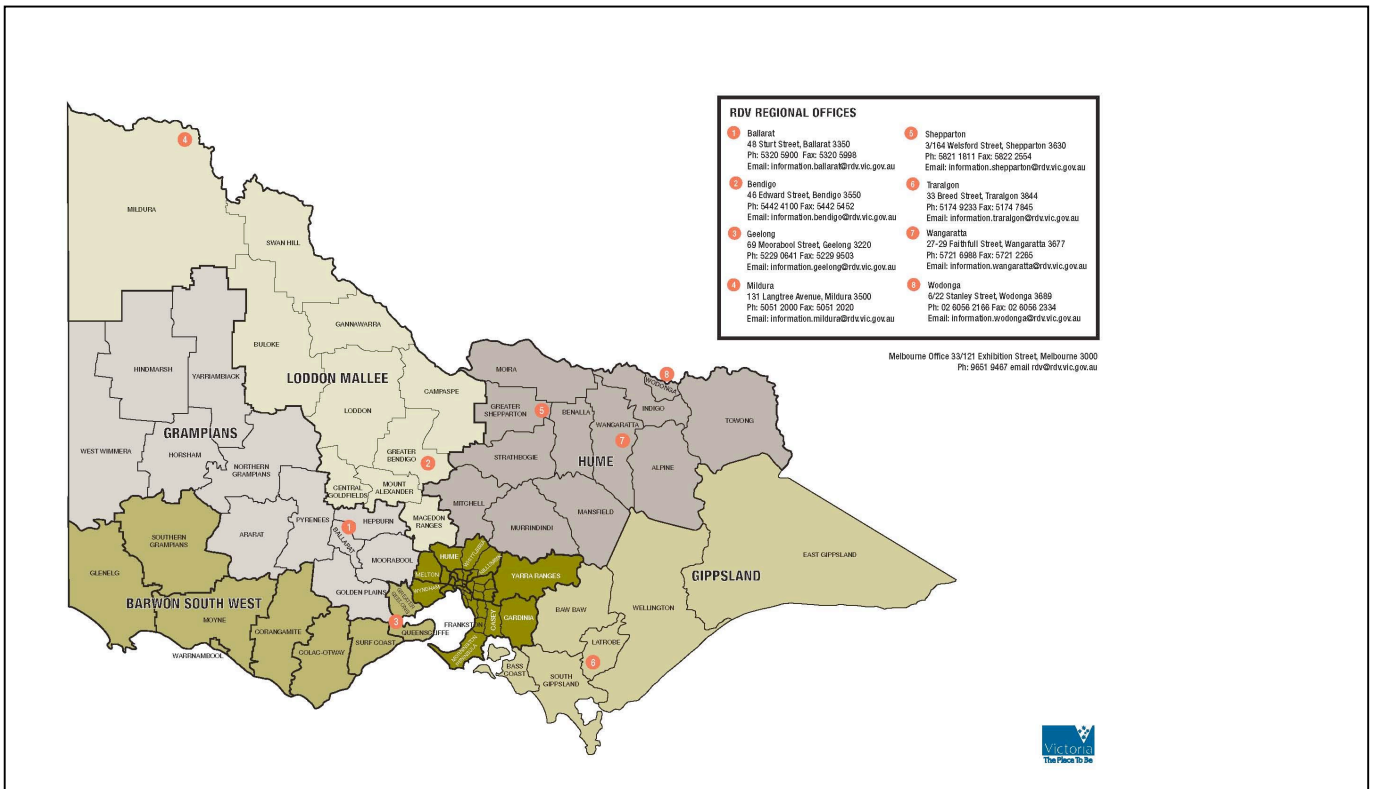 RDV REGIONAL OFFICES
1 Ballarat
48 Sturt Street, Ballarat 3350
Ph: 5320 5900 Fax: 5320 5998
Email: information.ballarat@rdv.vic.gov.au
2 Bendigo
46 Edward Street, Bendigo 3550
Ph: 5442 4100 Fax: 5442 5452
Email: information.bendigo@rdv.vic.gov.au
3 Geelong
69 Moorabool Street, Geelong 3220
Ph: 5229 0641 Fax: 5229 9503
Email: information.geelong@rdv.vic.gov.au
4 Mildura
131 Langtree Avenue, Mildura 3500
Ph: 5051 2000 Fax: 5051 2020
Email: information.mildura@rdv.vic.gov.au
5 Shepparton
3/164 Welsford Street, Shepparton 3630
Ph: 5821 1811 Fax: 5822 2554
Email: information.shepparton@rdv.vic.gov.au
6 Traralgon
33 Breed Street, Traralgon 3844
Ph: 5174 9233 Fax: 5174 7845
Email: information.traralgon@rdv.vic.gov.au
7 Wangaratta
27-29 Faithfull Street, Wangaratta 3677
Ph: 5721 6988 Fax: 5721 2265
Email: information.wangaratta@rdv.vic.gov.au
8 Wodonga
6/22 Stanley Street, Wodonga 3689
Ph: 02 6056 2166 Fax: 02 6056 2334
Email: information.wodonga@rdv.vic.gov.au
Melbourne Office 33/121 Exhibition Street, Melbourne 3000
Ph: 9651 9467 email rdv@rdv.vic.gov.au
4
MILDURA
SWAN HILL
GANNAWARRA
BULOKE
LODDON MALLEE
LODDON
CAMPASPE
GREATER
BENDIGO
2
CENTRAL
GOLDFIELDS
MOUNT
ALEXANDER
MACEDON
RANGES
HINDMARSH
YARRIAMBIACK
GRAMPIANS
WEST WIMMERA
HORSHAM
NORTHERN
GRAMPIANS
ARARAT
PYRENEES
1
BALLARAT
HEPBURN
MOORABOOL
GOLDEN PLAINS
MOIRA
GREATER
SHEPPARTON
5
BENALLA
WANGARATTA
7
8
WODONGA
INDIGO
TOWONG
HUME
ALPINE
STRATHBOGIE
MITCHELL
MURRINDINDI
MANSFIELD
SOUTHERN
GRAMPIANS
GLENELG
BARWON SOUTH WEST
MOYNE
WARRNAMBOOL
CORANGAMITE
COLAC-OTWAY
SURF COAST
3
QUEENSCLIFFE
HUME
MELTON
WYNDHAM
YARRA RANGES
FRANKSTON
CASEY
CARDINIA
EAST GIPPSLAND
GIPPSLAND
WELLINGTON
BAW BAW
LATROBE
6
BASS
COAST
SOUTH
GIPPSLAND
Victoria
The Place To Be